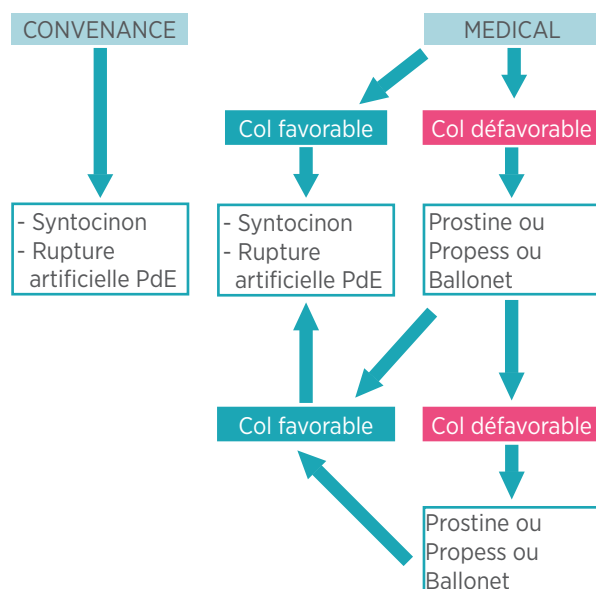 CONVENANCE
MEDICAL
Col favorable
Col défavorable
- Syntocinon
- Rupture
artificielle PdE
- Syntocinon
- Rupture
artificielle PdE
Prostine ou
Propess ou
Ballonet
Col favorable
Col défavorable
Prostine ou
Propess ou
Ballonet